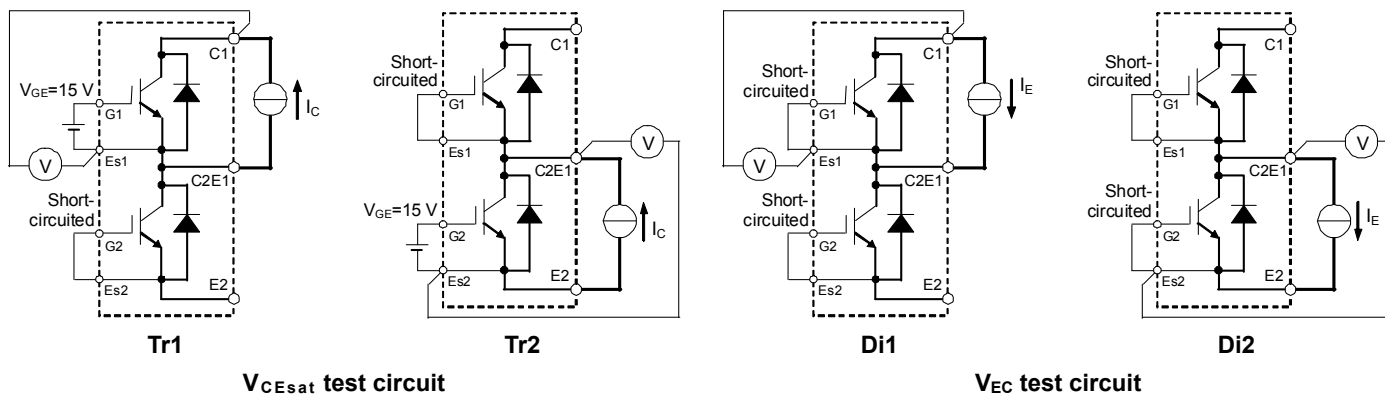 C1
V_GE=15 V
G1
I_C
V
Es1
C2E1
Short-
circuited
G2
E2
Es2
Tr1
C1
Short-
circuited
G1
V
Es1
C2E1
V_GE=15 V
G2
I_C
E2
Es2
Tr2
V_CEsat test circuit
C1
Short-
circuited
G1
I_E
V
Es1
C2E1
Short-
circuited
G2
E2
Es2
Di1
C1
Short-
circuited
G1
V
Es1
C2E1
Short-
circuited
G2
I_E
E2
Es2
Di2
V_EC test circuit